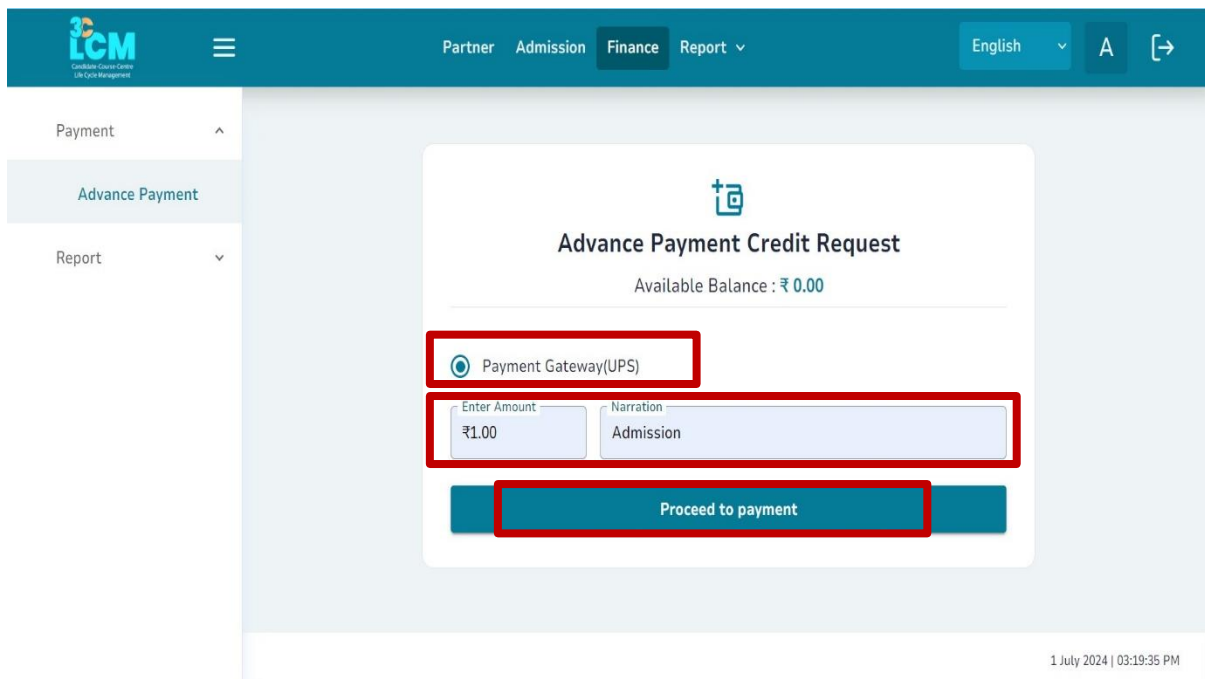 3C
LCM
Candidate-Course-Centre
Life Cycle Management
Partner Admission Finance Report
English A
Payment
Advance Payment
Report
Advance Payment Credit Request
Available Balance : ₹ 0.00
Payment Gateway(UPS)
Enter Amount Narration
₹1.00 Admission
Proceed to payment
1 July 2024 | 03:19:35 PM